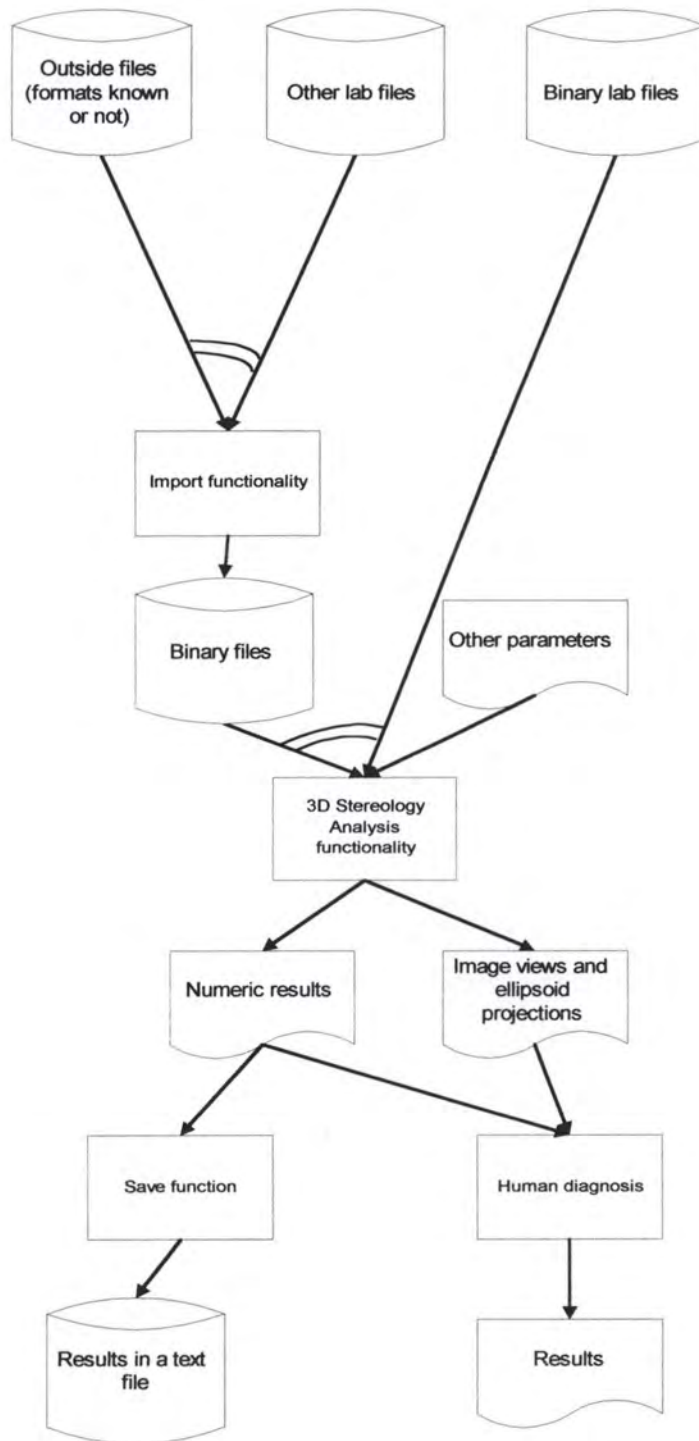 Outside files
(formats known
or not)
Other lab files
Binary lab files
Import functionality
Binary files
Other parameters
3D Stereology
Analysis
functionality
Numeric results
Image views and
ellipsoid
projections
Save function
Human diagnosis
Results in a text
file
Results